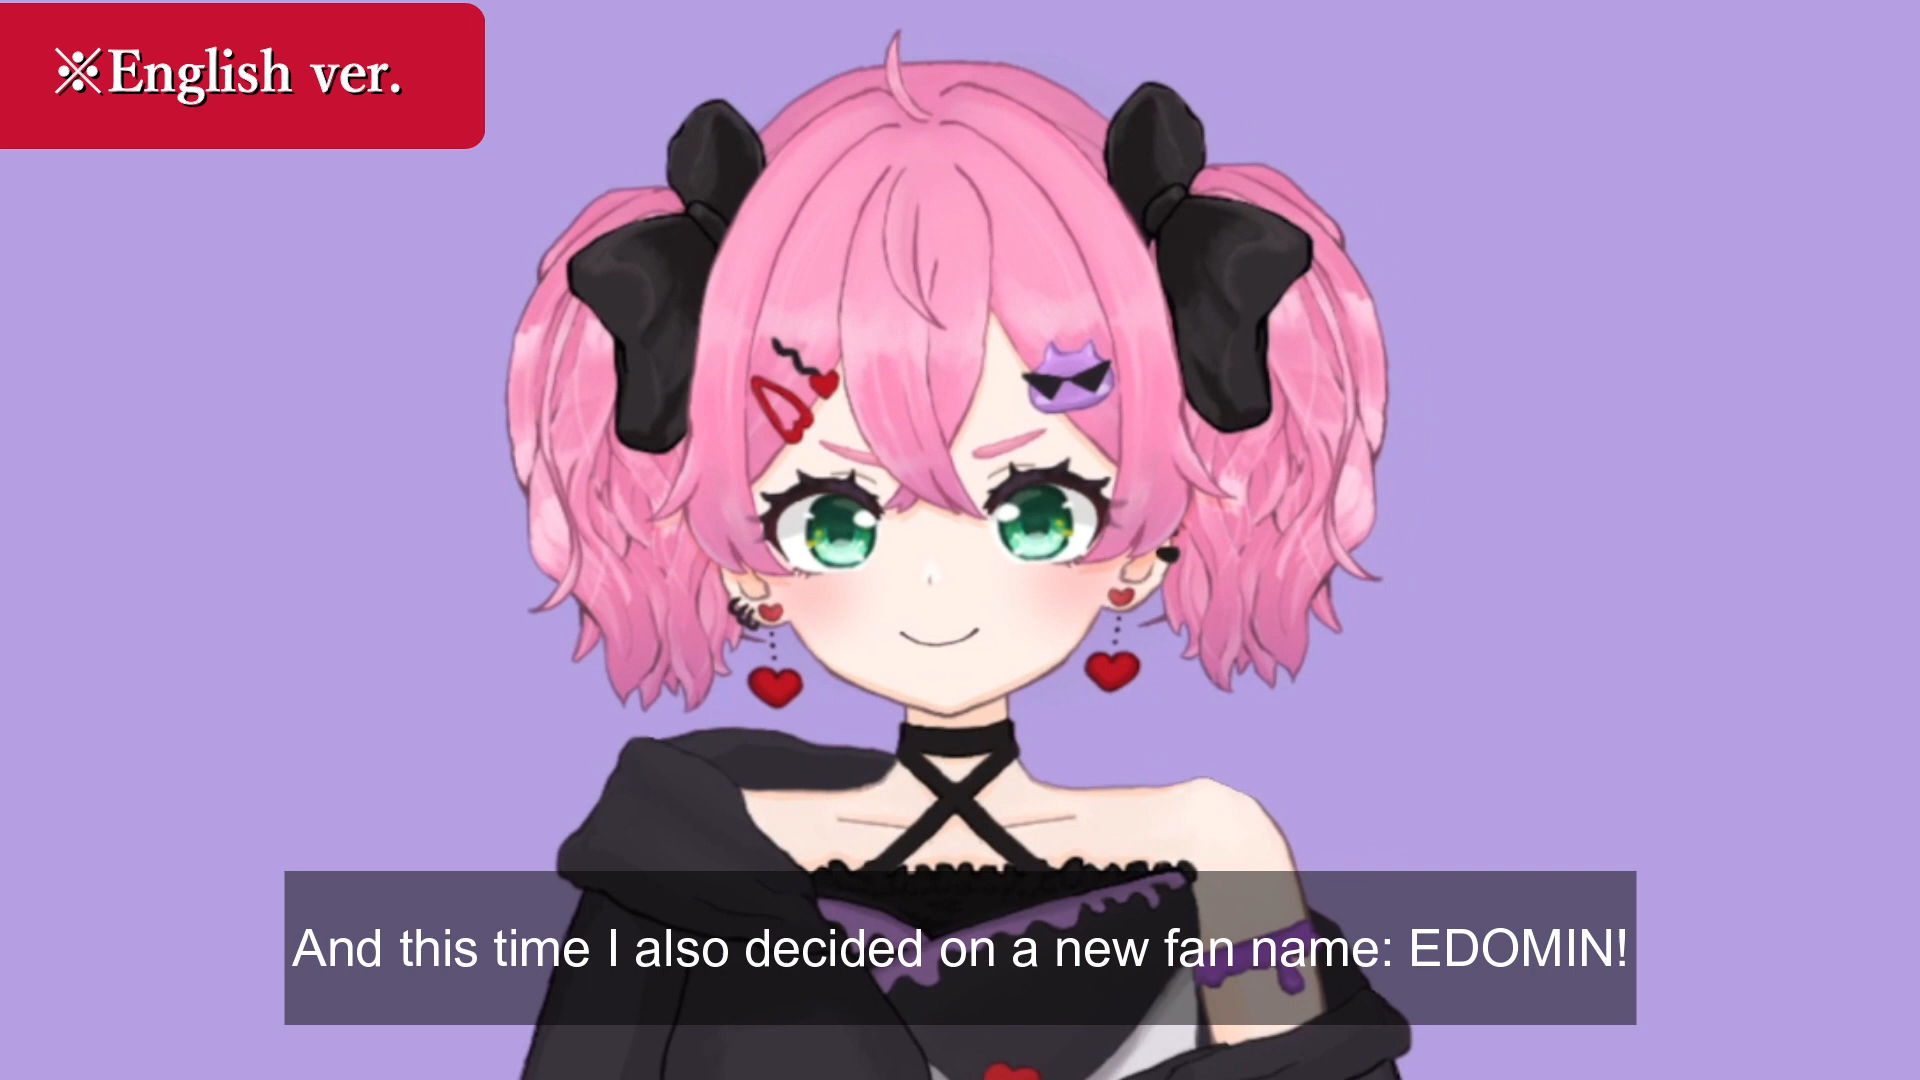 ※English ver.
And this time I also decided on a new fan name: EDOMIN!